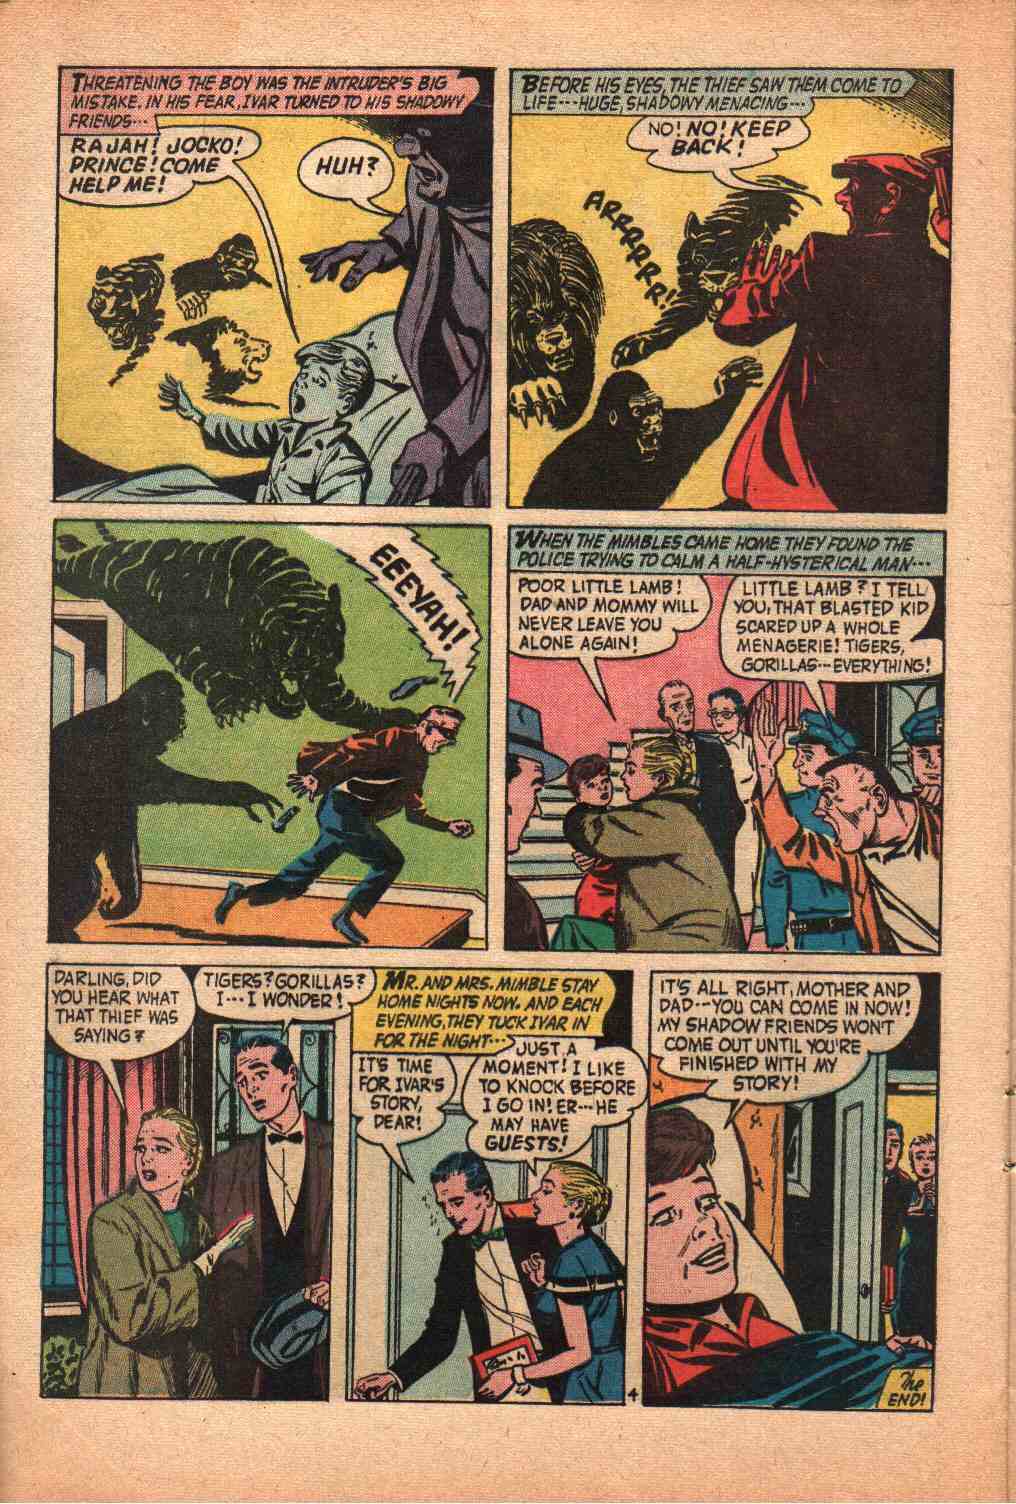 THREATENING THE BOY WAS THE INTRUDER'S BIG
MISTAKE. IN HIS FEAR, IVAR TURNED TO HIS SHADOWY
FRIENDS---
RAJAH! JOCKO!
PRINCE! COME
HELP ME!
HUH?
BEFORE HIS EYES, THE THIEF SAW THEM COME TO
LIFE---HUGE, SHADOWY MENACING---
NO! NO! KEEP
BACK!
ARRRRRR!
EEEYAH!
WHEN THE MIMBLES CAME HOME THEY FOUND THE
POLICE TRYING TO CALM A HALF-HYSTERICAL MAN---
POOR LITTLE LAMB!
DAD AND MOMMY WILL
NEVER LEAVE YOU
ALONE AGAIN!
LITTLE LAMB? I TELL
YOU, THAT BLASTED KID
SCARED UP A WHOLE
MENAGERIE! TIGERS,
GORILLAS---EVERYTHING!
DARLING, DID
YOU HEAR WHAT
THAT THIEF WAS
SAYING?
TIGERS? GORILLAS?
I---I WONDER!
MR. AND MRS. MIMBLE STAY
HOME NIGHTS NOW. AND EACH
EVENING, THEY TUCK IVAR IN
FOR THE NIGHT---
IT'S TIME
FOR IVAR'S
STORY,
DEAR!
JUST A
MOMENT! I LIKE
TO KNOCK BEFORE
I GO IN! ER---HE
MAY HAVE
GUESTS!
4
IT'S ALL RIGHT, MOTHER AND
DAD---YOU CAN COME IN NOW!
MY SHADOW FRIENDS WON'T
COME OUT UNTIL YOU'RE
FINISHED WITH MY
STORY!
The
END!